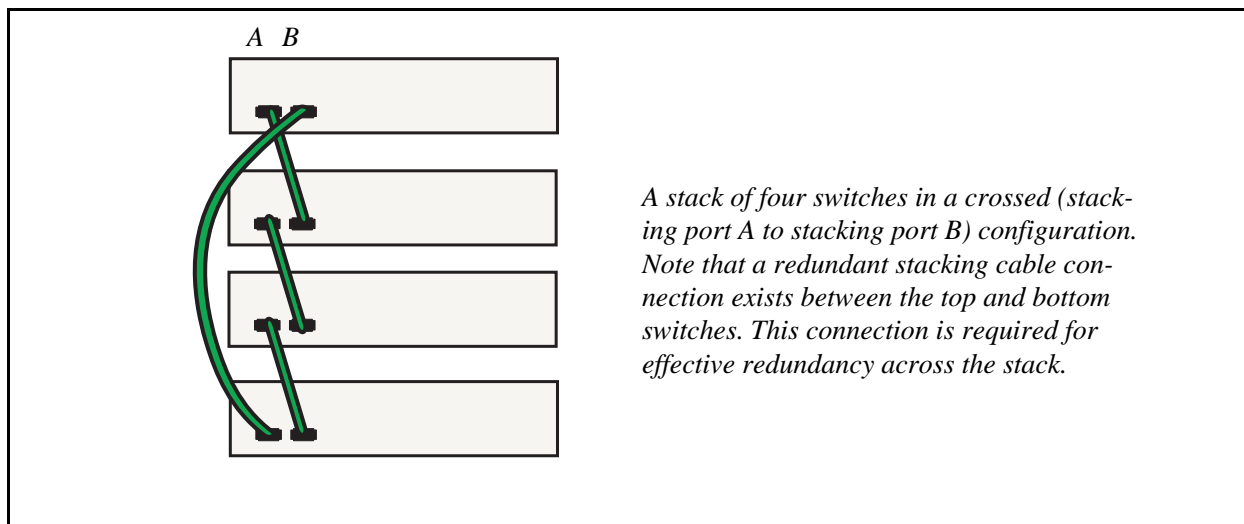 A B
A stack of four switches in a crossed (stack-
ing port A to stacking port B) configuration.
Note that a redundant stacking cable con-
nection exists between the top and bottom
switches. This connection is required for
effective redundancy across the stack.